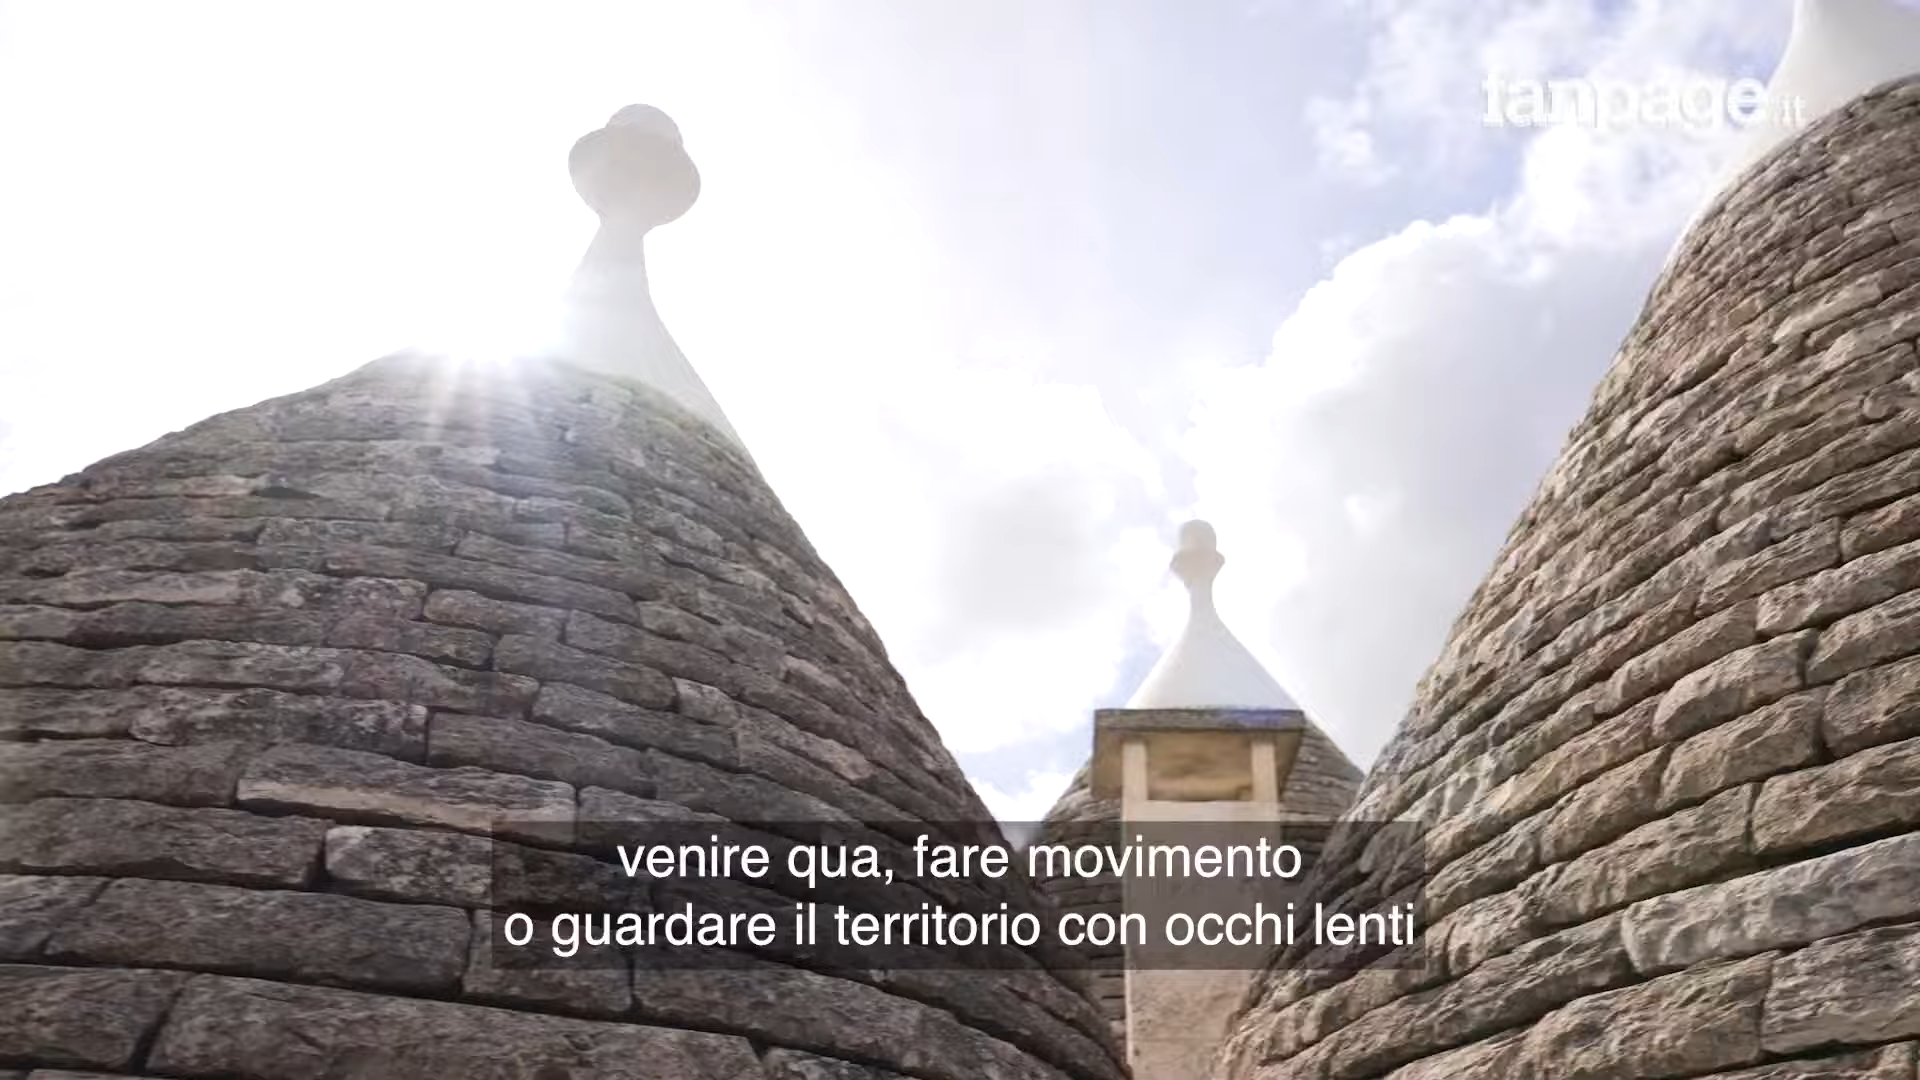 fanpage.it
venire qua, fare movimento
o guardare il territorio con occhi lenti